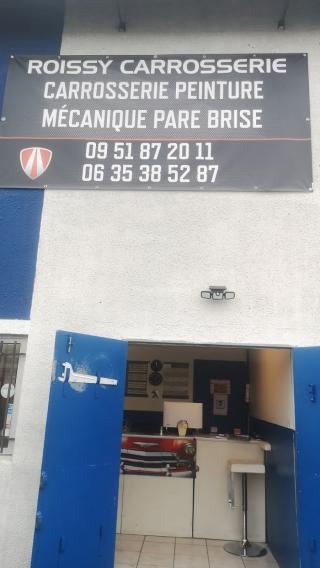 ROISSY CARROSSERIE
CARROSSERIE PEINTURE
MÉCANIQUE PARE BRISE
09 51 87 20 11
06 35 38 52 87